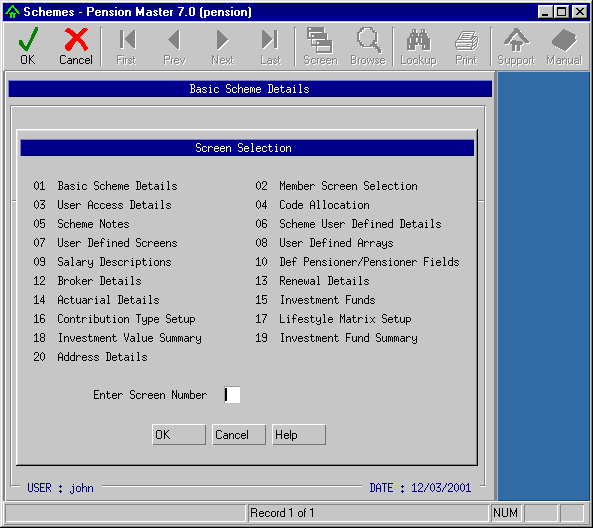 Schemes - Pension Master 7.0 (pension)
OK Cancel First Prev Next Last Screen Browse Lookup Print Support Manual
Basic Scheme Details
Screen Selection
01 Basic Scheme Details 02 Member Screen Selection
03 User Access Details 04 Code Allocation
05 Scheme Notes 06 Scheme User Defined Details
07 User Defined Screens 08 User Defined Arrays
09 Salary Descriptions 10 Def Pensioner/Pensioner Fields
12 Broker Details 13 Renewal Details
14 Actuarial Details 15 Investment Funds
16 Contribution Type Setup 17 Lifestyle Matrix Setup
18 Investment Value Summary 19 Investment Fund Summary
20 Address Details
Enter Screen Number
OK Cancel Help
USER : john DATE : 12/03/2001
Record 1 of 1 NUM